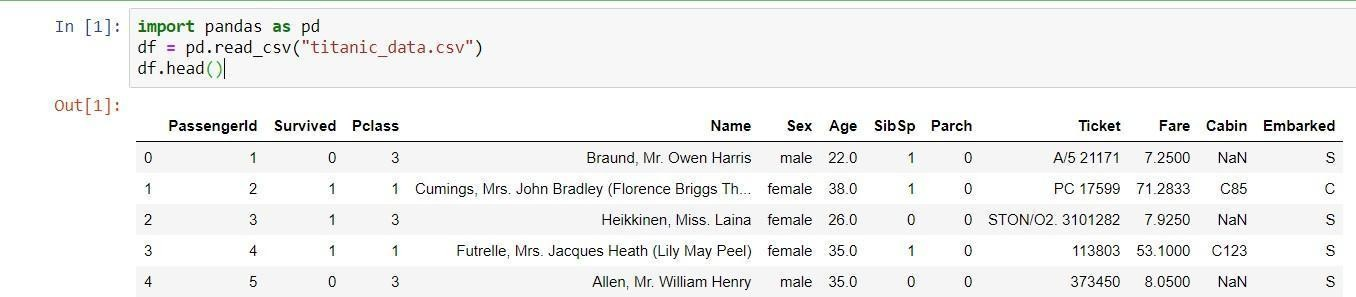 In [1]: import pandas as pd
df = pd.read_csv("titanic_data.csv")
df.head()
Out[1]:
PassengerId Survived Pclass Name Sex Age SibSp Parch Ticket Fare Cabin Embarked
0 1 0 3 Braund, Mr. Owen Harris male 22.0 1 0 A/5 21171 7.2500 NaN S
1 2 1 1 Cumings, Mrs. John Bradley (Florence Briggs Th... female 38.0 1 0 PC 17599 71.2833 C85 C
2 3 1 3 Heikkinen, Miss. Laina female 26.0 0 0 STON/O2. 3101282 7.9250 NaN S
3 4 1 1 Futrelle, Mrs. Jacques Heath (Lily May Peel) female 35.0 1 0 113803 53.1000 C123 S
4 5 0 3 Allen, Mr. William Henry male 35.0 0 0 373450 8.0500 NaN S